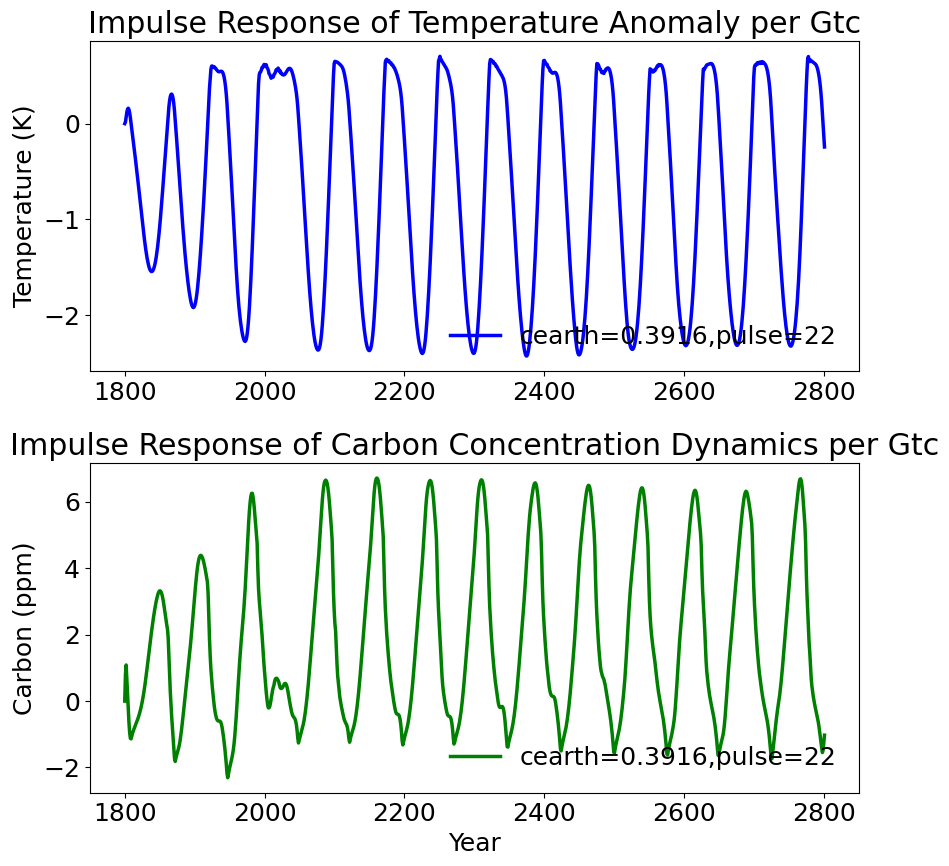 Impulse Response of Temperature Anomaly per Gtc
Temperature (K)
0
−1
−2
cearth=0.3916,pulse=22
1800 2000 2200 2400 2600 2800
Impulse Response of Carbon Concentration Dynamics per Gtc
Carbon (ppm)
6
4
2
0
−2
cearth=0.3916,pulse=22
1800 2000 2200 2400 2600 2800
Year